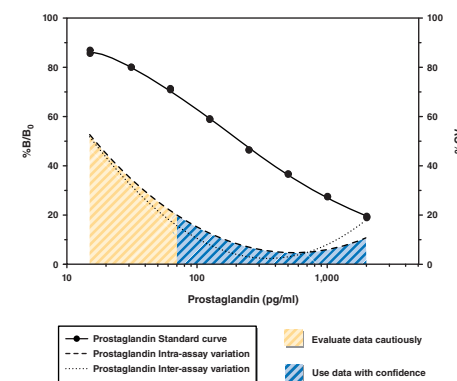 100
100
80
80
60
60
40
40
20
20
0
0
%B/B0
10
100
1,000
Prostaglandin (pg/ml)
Prostaglandin Standard curve
Prostaglandin Intra-assay variation
Prostaglandin Inter-assay variation
Evaluate data cautiously
Use data with confidence